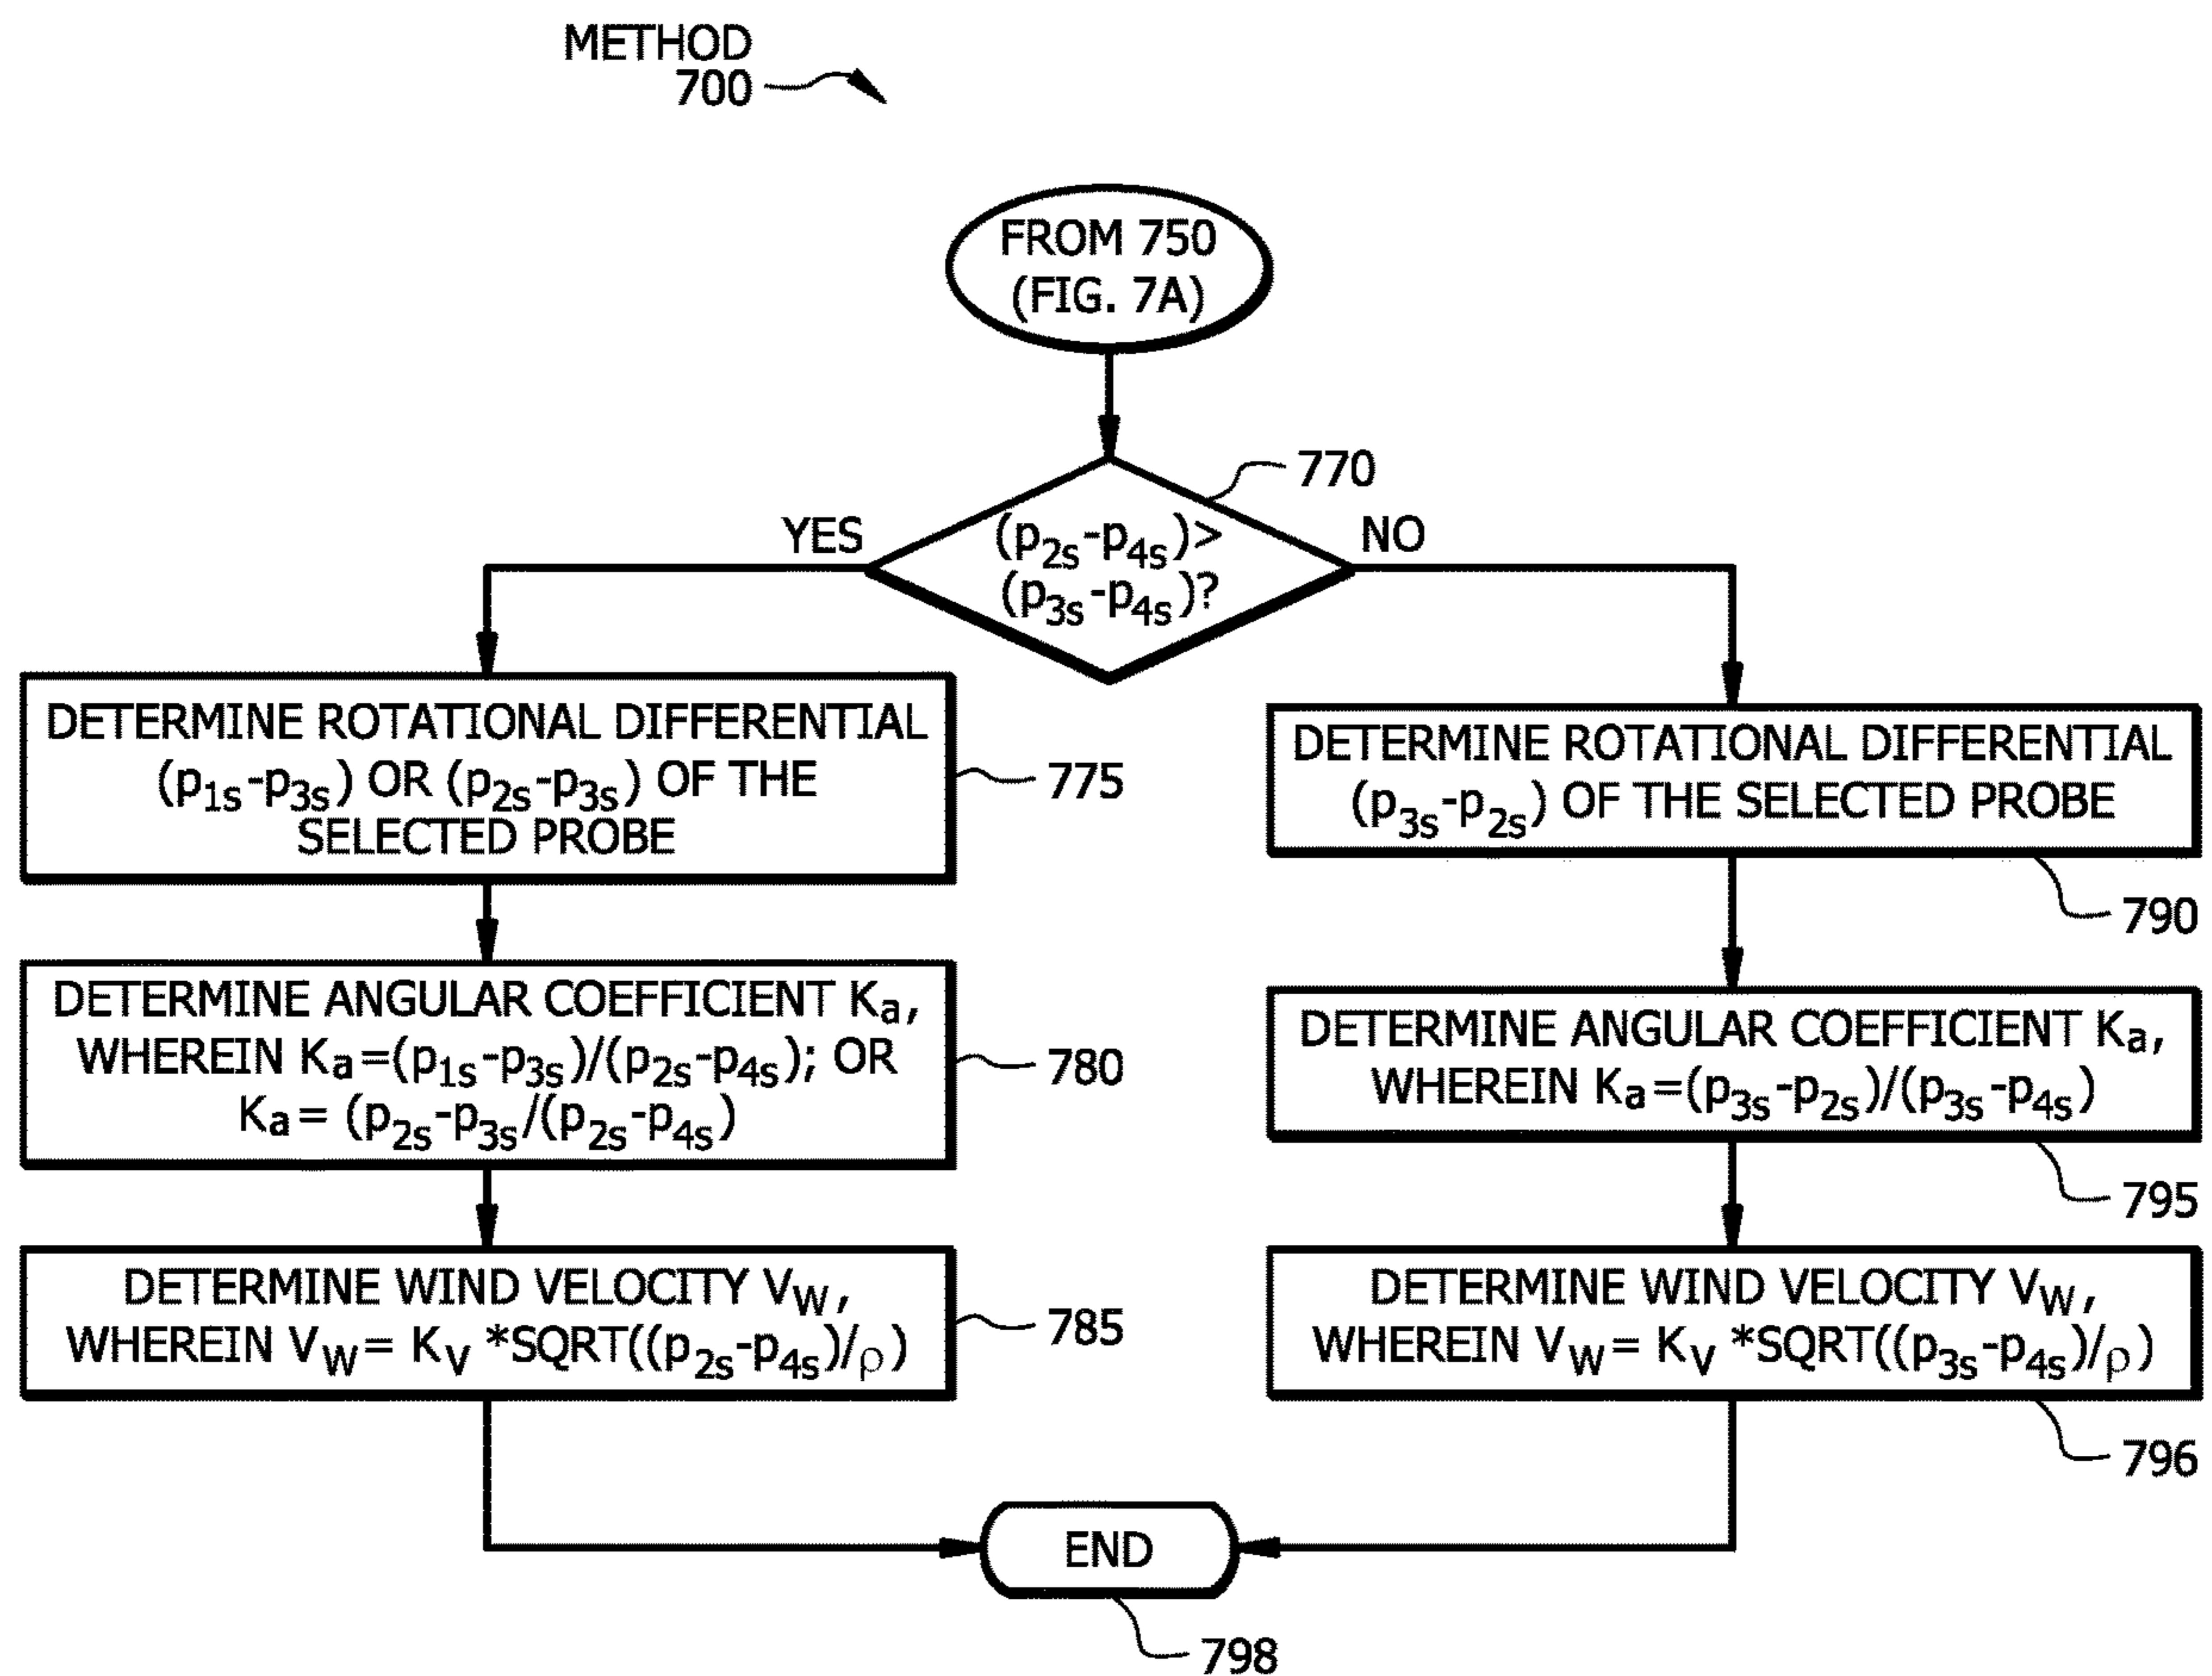 METHOD
700
FROM 750
(FIG. 7A)
770
YES
(p2s-p4s)>
(p3s-p4s)?
NO
DETERMINE ROTATIONAL DIFFERENTIAL
(p1s-p3s) OR (p2s-p3s) OF THE
SELECTED PROBE
775
DETERMINE ANGULAR COEFFICIENT Ka,
WHEREIN Ka=(p1s-p3s)/(p2s-p4s); OR
Ka= (p2s-p3s/(p2s-p4s)
780
DETERMINE WIND VELOCITY VW,
WHEREIN VW= KV *SQRT((p2s-p4s)/ρ)
785
DETERMINE ROTATIONAL DIFFERENTIAL
(p3s-p2s) OF THE SELECTED PROBE
790
DETERMINE ANGULAR COEFFICIENT Ka,
WHEREIN Ka=(p3s-p2s)/(p3s-p4s)
795
DETERMINE WIND VELOCITY VW,
WHEREIN VW= KV *SQRT((p3s-p4s)/ρ)
796
END
798